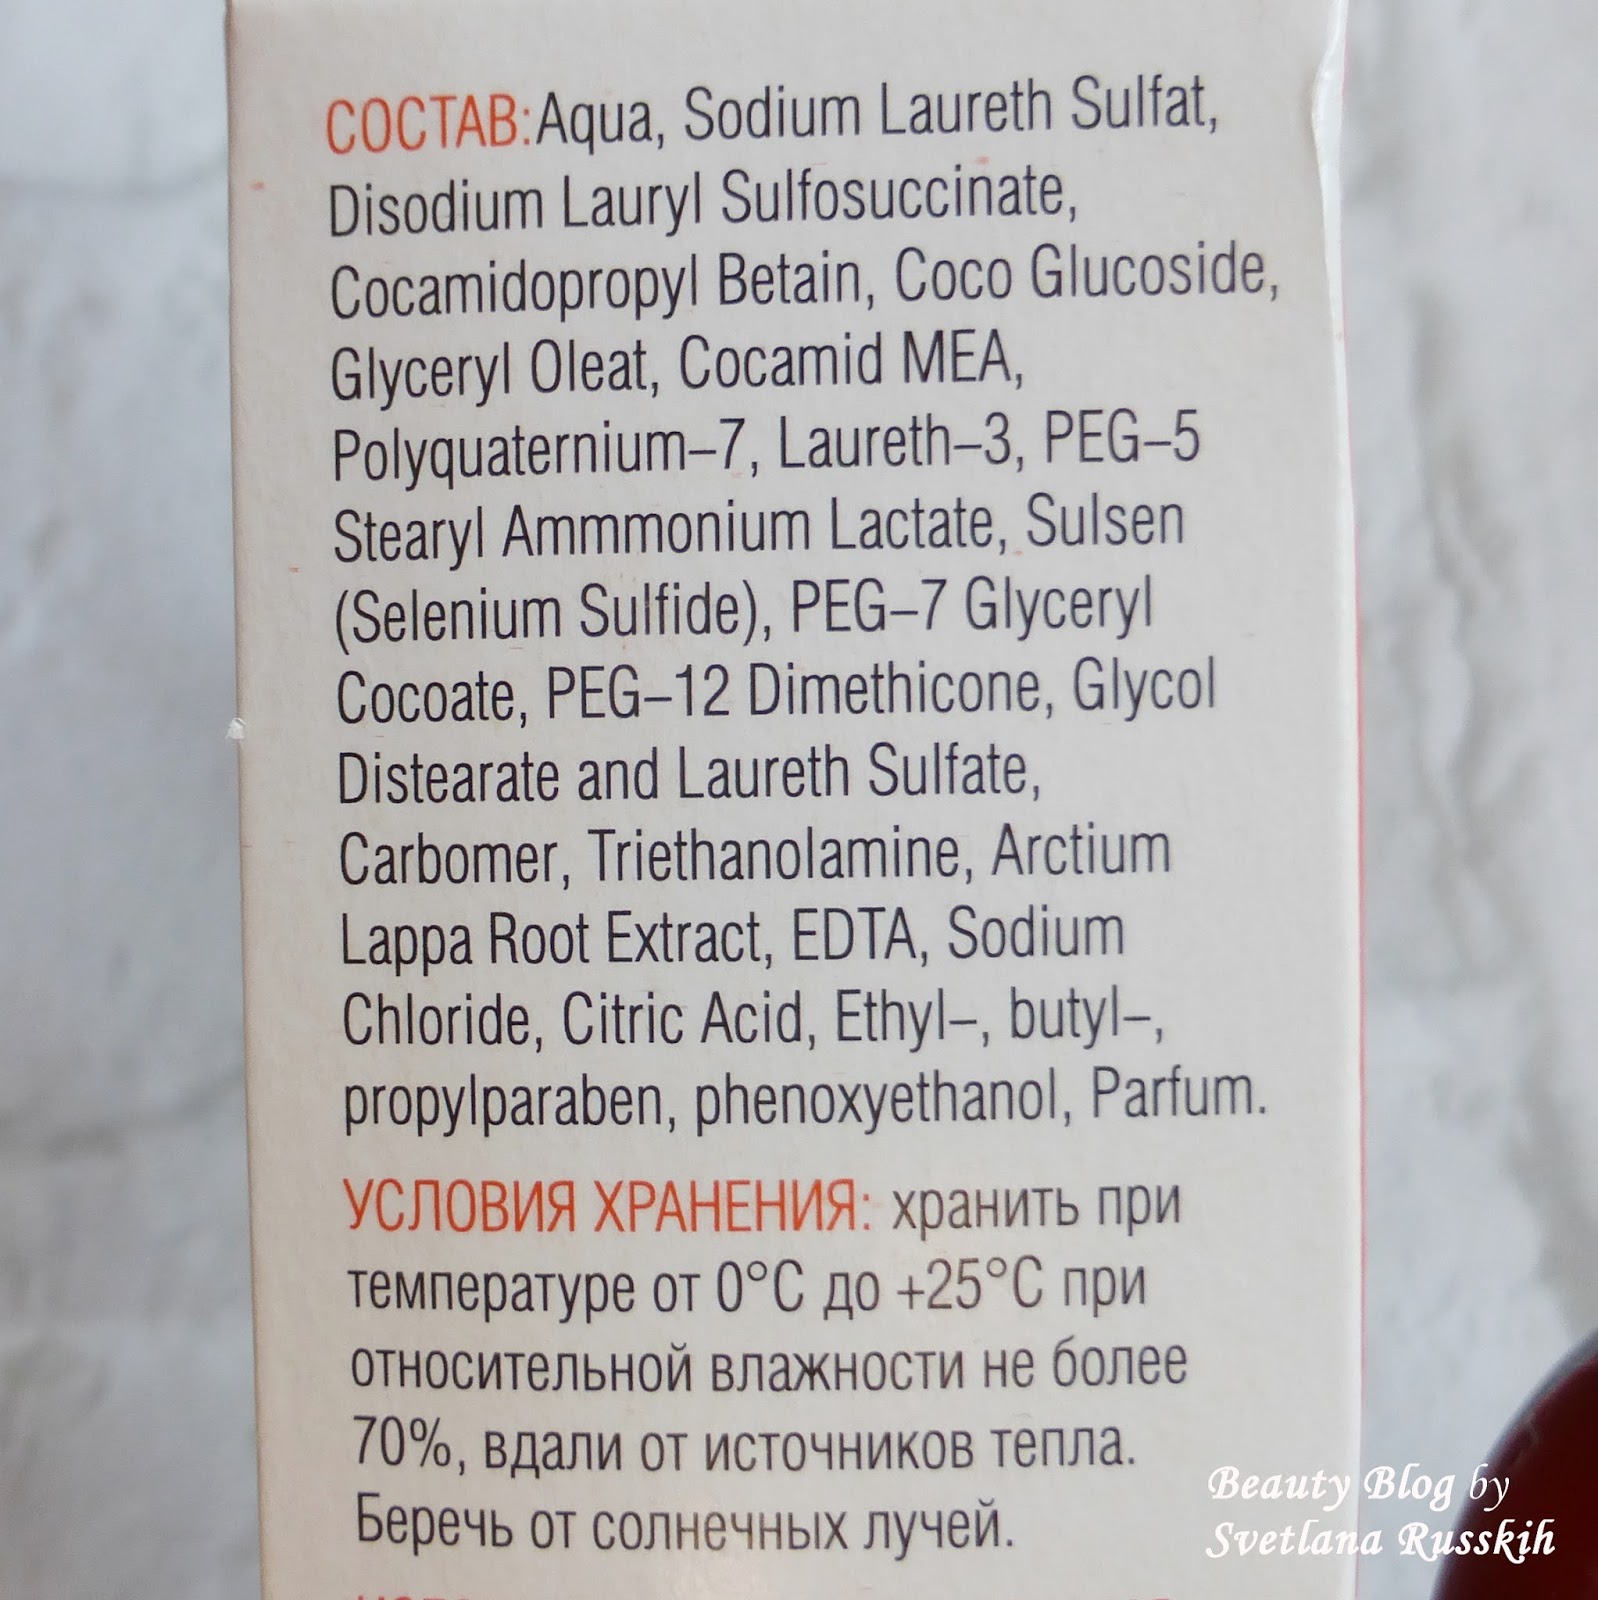 СОСТАВ:Aqua, Sodium Laureth Sulfat,
Disodium Lauryl Sulfosuccinate,
Cocamidopropyl Betain, Coco Glucoside,
Glyceryl Oleat, Cocamid MEA,
Polyquaternium–7, Laureth–3, PEG–5
Stearyl Ammmonium Lactate, Sulsen
(Selenium Sulfide), PEG–7 Glyceryl
Cocoate, PEG–12 Dimethicone, Glycol
Distearate and Laureth Sulfate,
Carbomer, Triethanolamine, Arctium
Lappa Root Extract, EDTA, Sodium
Chloride, Citric Acid, Ethyl–, butyl–,
propylparaben, phenoxyethanol, Parfum.
УСЛОВИЯ ХРАНЕНИЯ: хранить при
температуре от 0°C до +25°C при
относительной влажности не более
70%, вдали от источников тепла.
Беречь от солнечных лучей.
Beauty Blog by
Svetlana Russkih